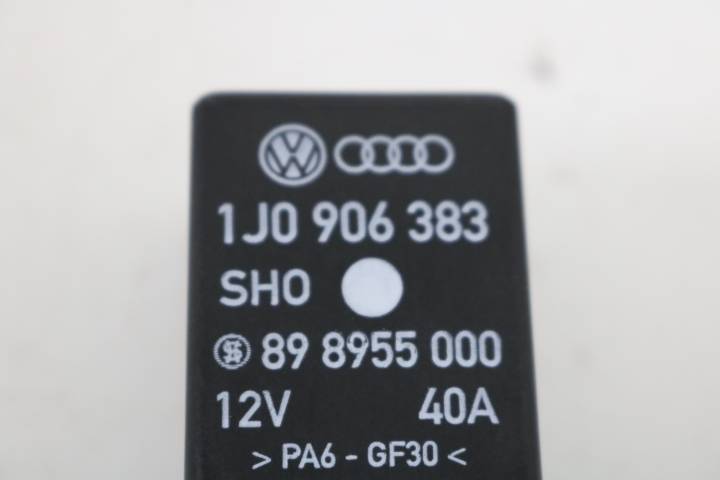 1J0 906 383
SHO
89 8955 000
12V 40A
> PA6 - GF30 <